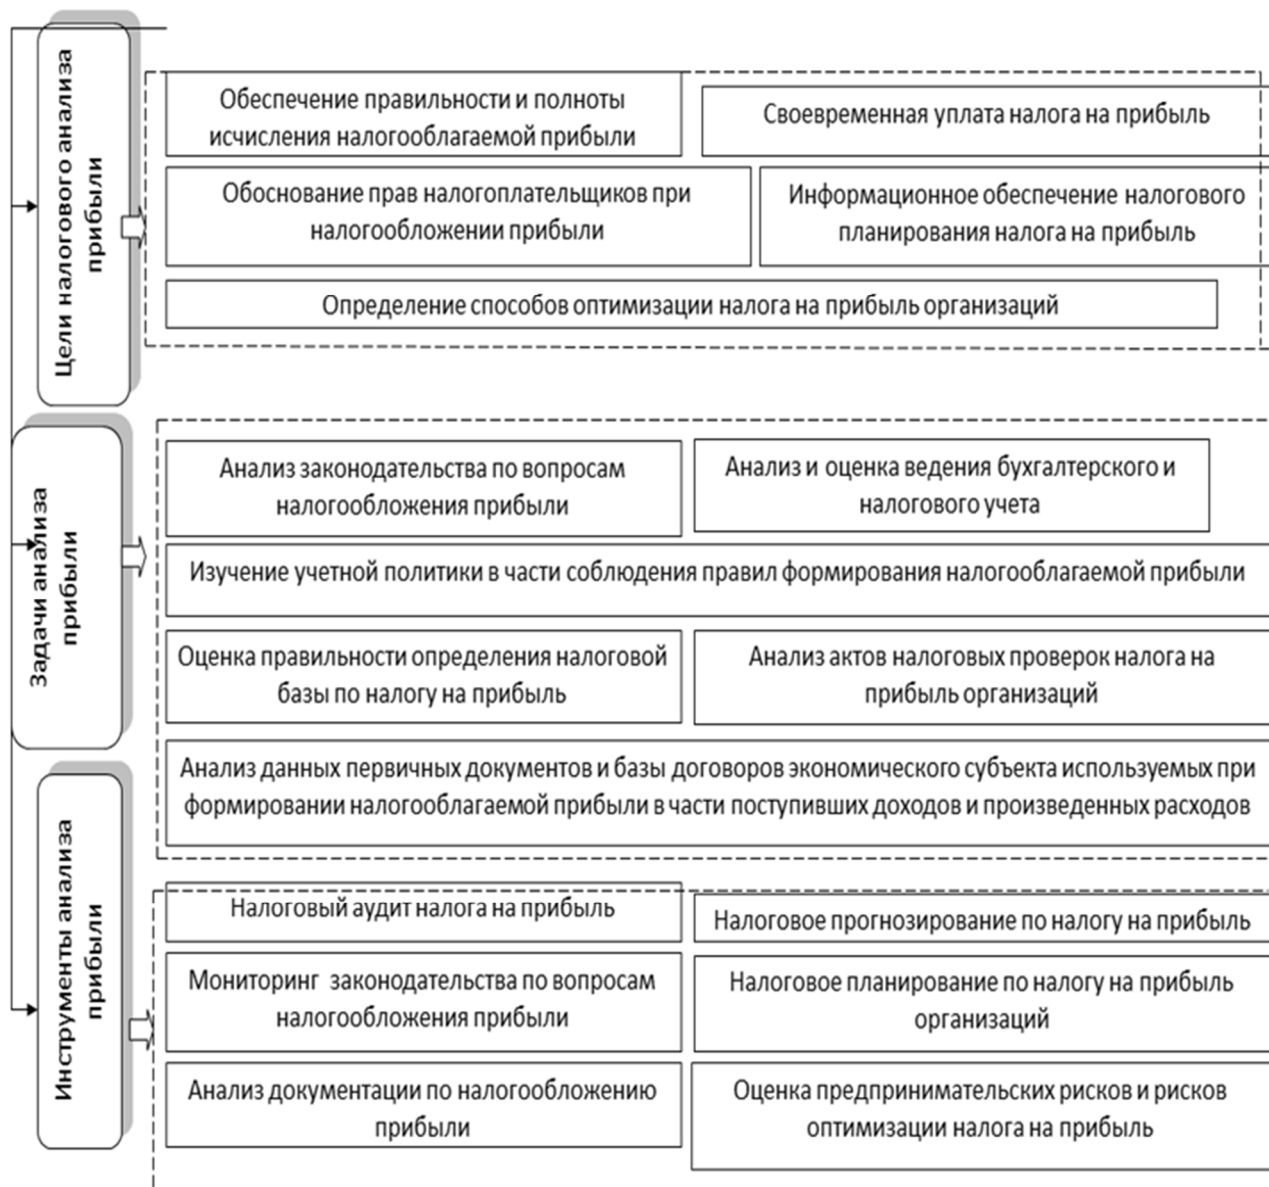 Цели налогового анализа
прибыли
Обеспечение правильности и полноты
исчисления налогооблагаемой прибыли
Своевременная уплата налога на прибыль
Обоснование прав налогоплательщиков при
налогообложении прибыли
Информационное обеспечение налогового
планирования налога на прибыль
Определение способов оптимизации налога на прибыль организаций
Задачи анализа
прибыли
Анализ законодательства по вопросам
налогообложения прибыли
Анализ и оценка ведения бухгалтерского и
налогового учета
Изучение учетной политики в части соблюдения правил формирования налогооблагаемой прибыли
Оценка правильности определения налоговой
базы по налогу на прибыль
Анализ актов налоговых проверок налога на
прибыль организаций
Анализ данных первичных документов и базы договоров экономического субъекта используемых при
формировании налогооблагаемой прибыли в части поступивших доходов и произведенных расходов
Инструменты анализа
прибыли
Налоговый аудит налога на прибыль
Налоговое прогнозирование по налогу на прибыль
Мониторинг законодательства по вопросам
налогообложения прибыли
Налоговое планирование по налогу на прибыль
организаций
Анализ документации по налогообложению
прибыли
Оценка предпринимательских рисков и рисков
оптимизации налога на прибыль